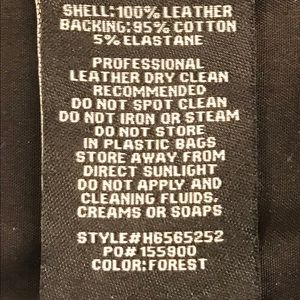 SHELL: 100% LEATHER
BACKING: 95% COTTON
5% ELASTANE
PROFESSIONAL
LEATHER DRY CLEAN
RECOMMENDED
DO NOT SPOT CLEAN
DO NOT IRON OR STEAM
DO NOT STORE
IN PLASTIC BAGS
STORE AWAY FROM
DIRECT SUNLIGHT
DO NOT APPLY AND
CLEANING FLUIDS,
CREAMS OR SOAPS
STYLE#H6565252
PO# 155900
COLOR: FOREST